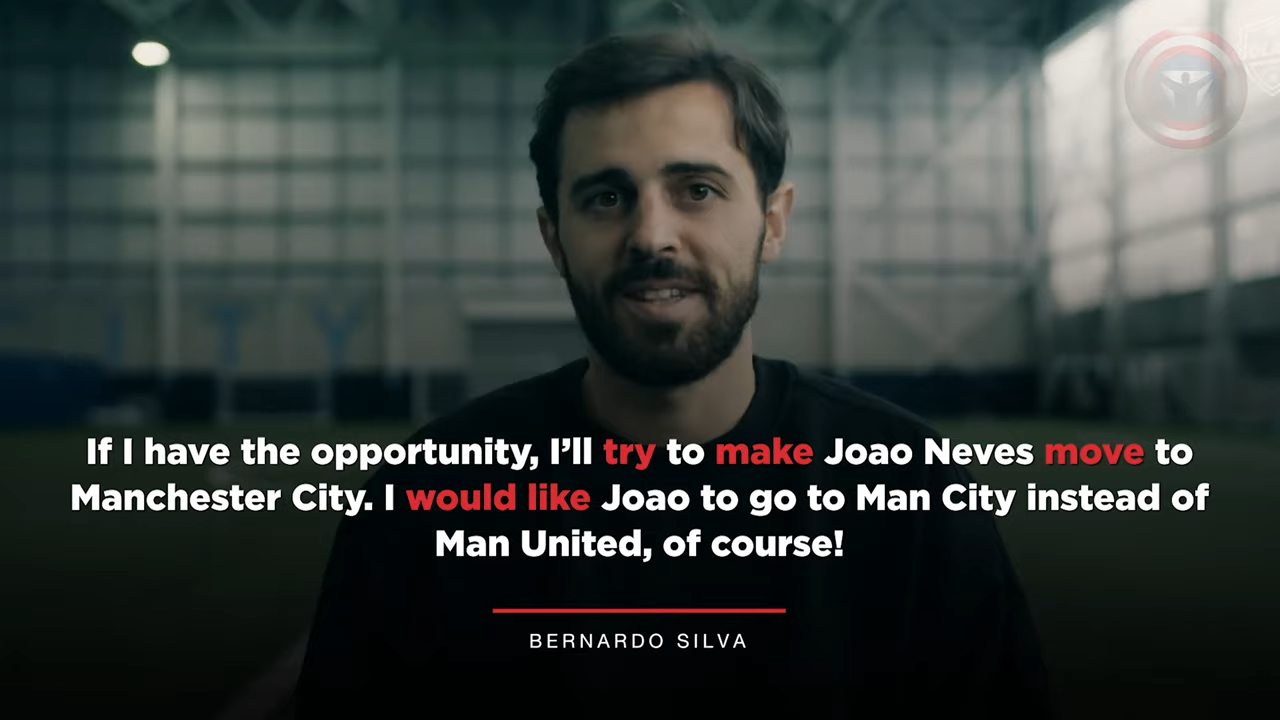 If I have the opportunity, I’ll try to make Joao Neves move to
Manchester City. I would like Joao to go to Man City instead of
Man United, of course!
BERNARDO SILVA